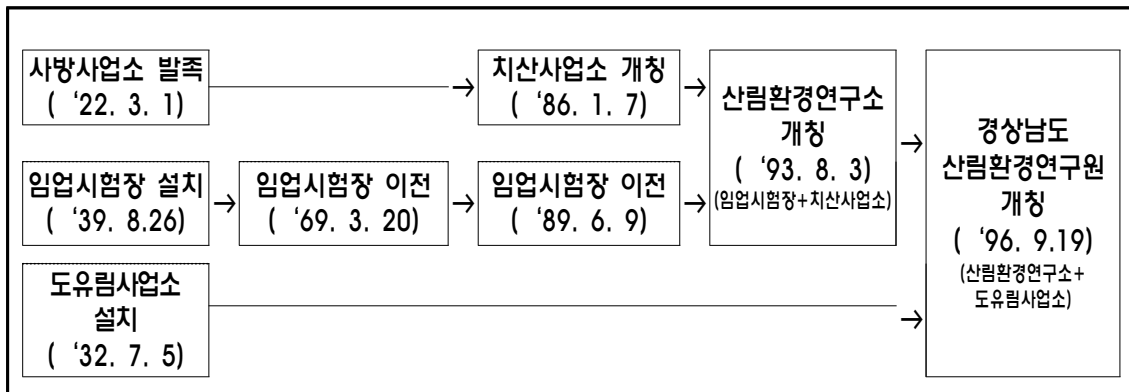 사방사업소 발족
( ‘22. 3. 1)
→
치산사업소 개칭
( ‘86. 1. 7)
→
임업시험장 설치
( ‘39. 8.26)
→
임업시험장 이전
( ‘69. 3. 20)
→
임업시험장 이전
( ‘89. 6. 9)
→
산림환경연구소
개칭
( ‘93. 8. 3)
(임업시험장+치산사업소)
→
도유림사업소
설치
( ‘32. 7. 5)
→
경상남도
산림환경연구원
개칭
( ‘96. 9.19)
(산림환경연구소+
도유림사업소)